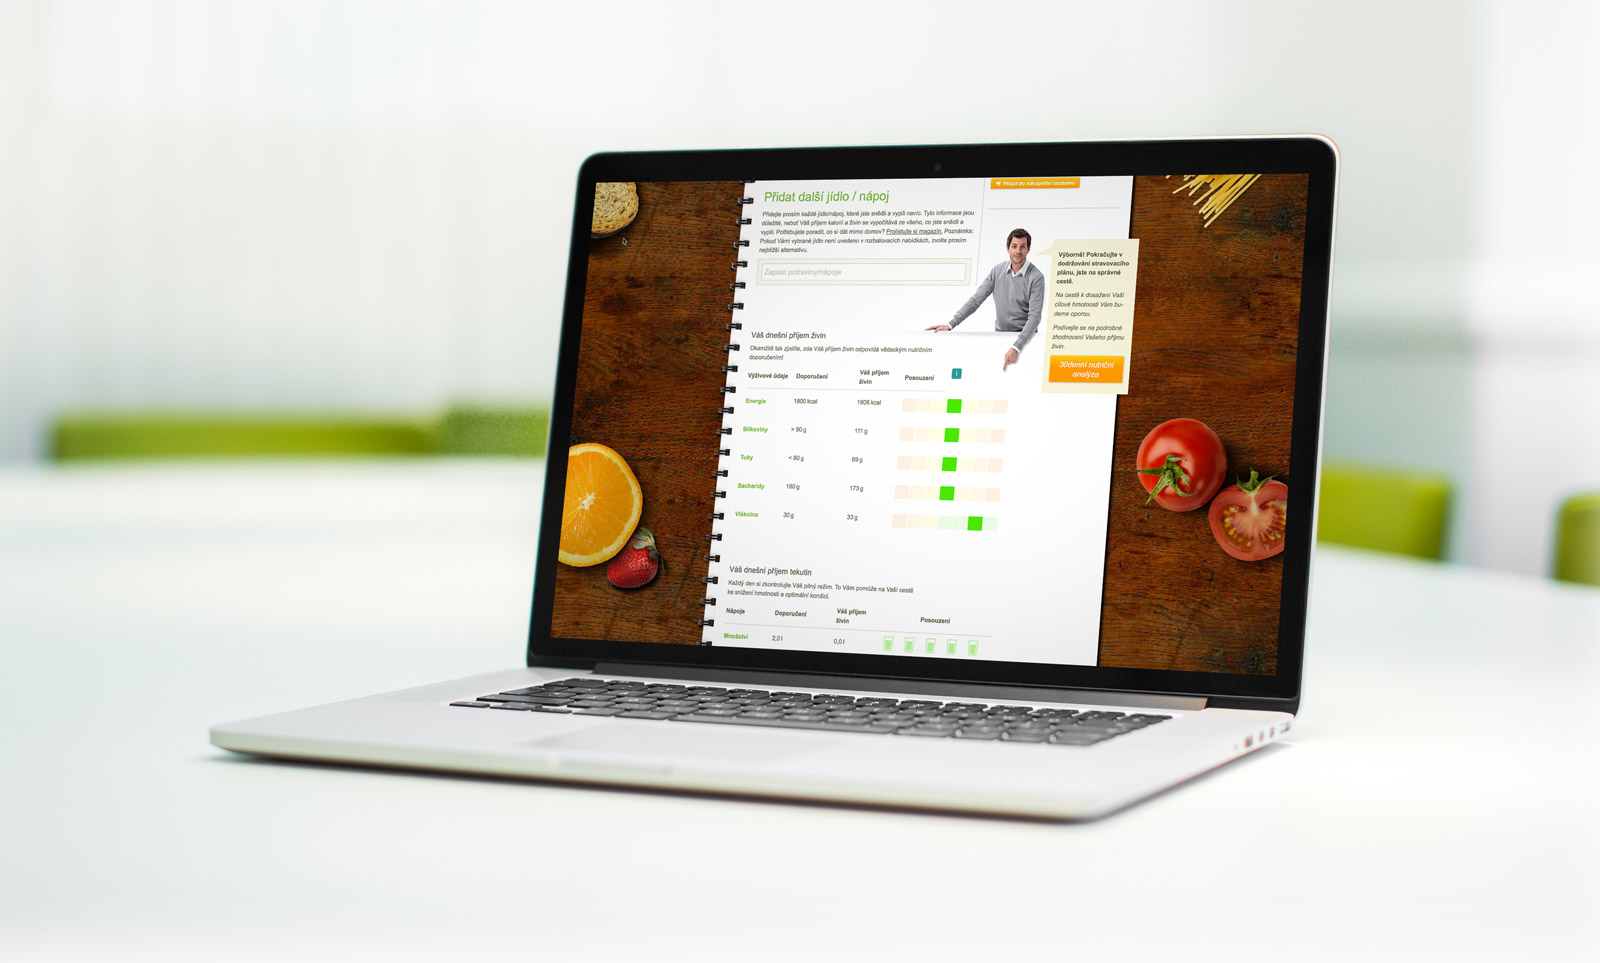 Přidat do nákupního seznamu
Přidat další jídlo / nápoj
Přidejte prosím každé jídlo/nápoj, které jste snědli a vypili navíc. Tyto informace jsou
důležité, neboť Váš příjem kalorií a živin se vypočítává ze všeho, co jste snědli a
vypili. Potřebujete poradit, co si dát mimo domov? Prolistujte si magazín. Poznámka:
Pokud Vámi vybrané jídlo není uvedeno v rozbalovacích nabídkách, zvolte prosím
nejbližší alternativu.
Zapsat potraviny/nápoje
Výborně! Pokračujte v
dodržování stravovacího
plánu, jste na správné
cestě.
Na cestě k dosažení Vaší
cílové hmotnosti Vám bu-
deme oporou.
Podívejte se na podrobné
zhodnocení Vašeho příjmu
živin.
30denní nutriční
analýza
Váš dnešní příjem živin
Okamžitě tak zjistíte, zda Váš příjem živin odpovídá vědeckým nutričním
doporučením!
Výživové údaje Doporučení Váš příjem živin Posouzení i
Energie 1800 kcal 1806 kcal
Bílkoviny > 90 g 111 g
Tuky < 80 g 69 g
Sacharidy 180 g 173 g
Vláknina 30 g 33 g
Váš dnešní příjem tekutin
Každý den si zkontrolujte Váš pitný režim. To Vám pomůže na Vaší cestě
ke snížení hmotnosti a optimální kondici.
Nápoje Doporučení Váš příjem živin Posouzení
Množství 2,0 l 0,0 l